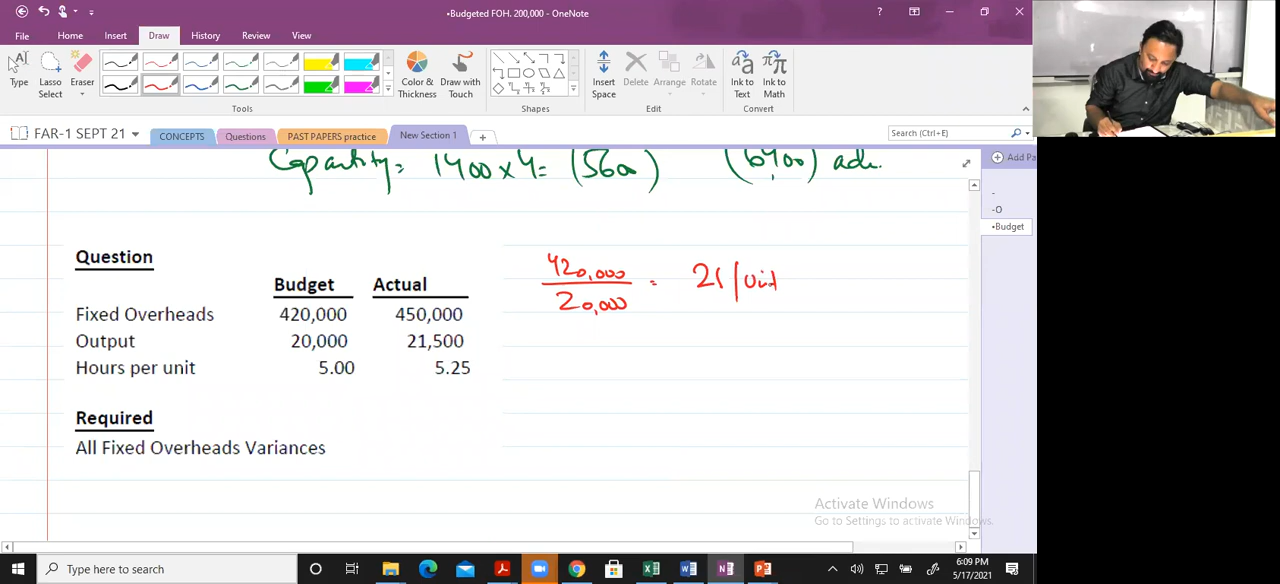 •Budgeted FOH. 200,000 - OneNote
File Home Insert Draw History Review View
Type
Lasso Select
Eraser
Color & Thickness
Draw with Touch
Insert Space
Delete
Arrange
Rotate
Ink to Text
Ink to Math
Tools Shapes Edit Convert
FAR-1 SEPT 21 CONCEPTS Questions PAST PAPERS practice New Section 1
Search (Ctrl+E)
Add Pa
-
-O
•Budget
Capacity = 1400 x 4 = (5600) (6400) adv.
Question
Budget Actual
Fixed Overheads 420,000 450,000
Output 20,000 21,500
Hours per unit 5.00 5.25
420,000
20,000
= 21 / Unit
Required
All Fixed Overheads Variances
Activate Windows
Go to Settings to activate Windows.
Type here to search
6:09 PM
5/17/2021